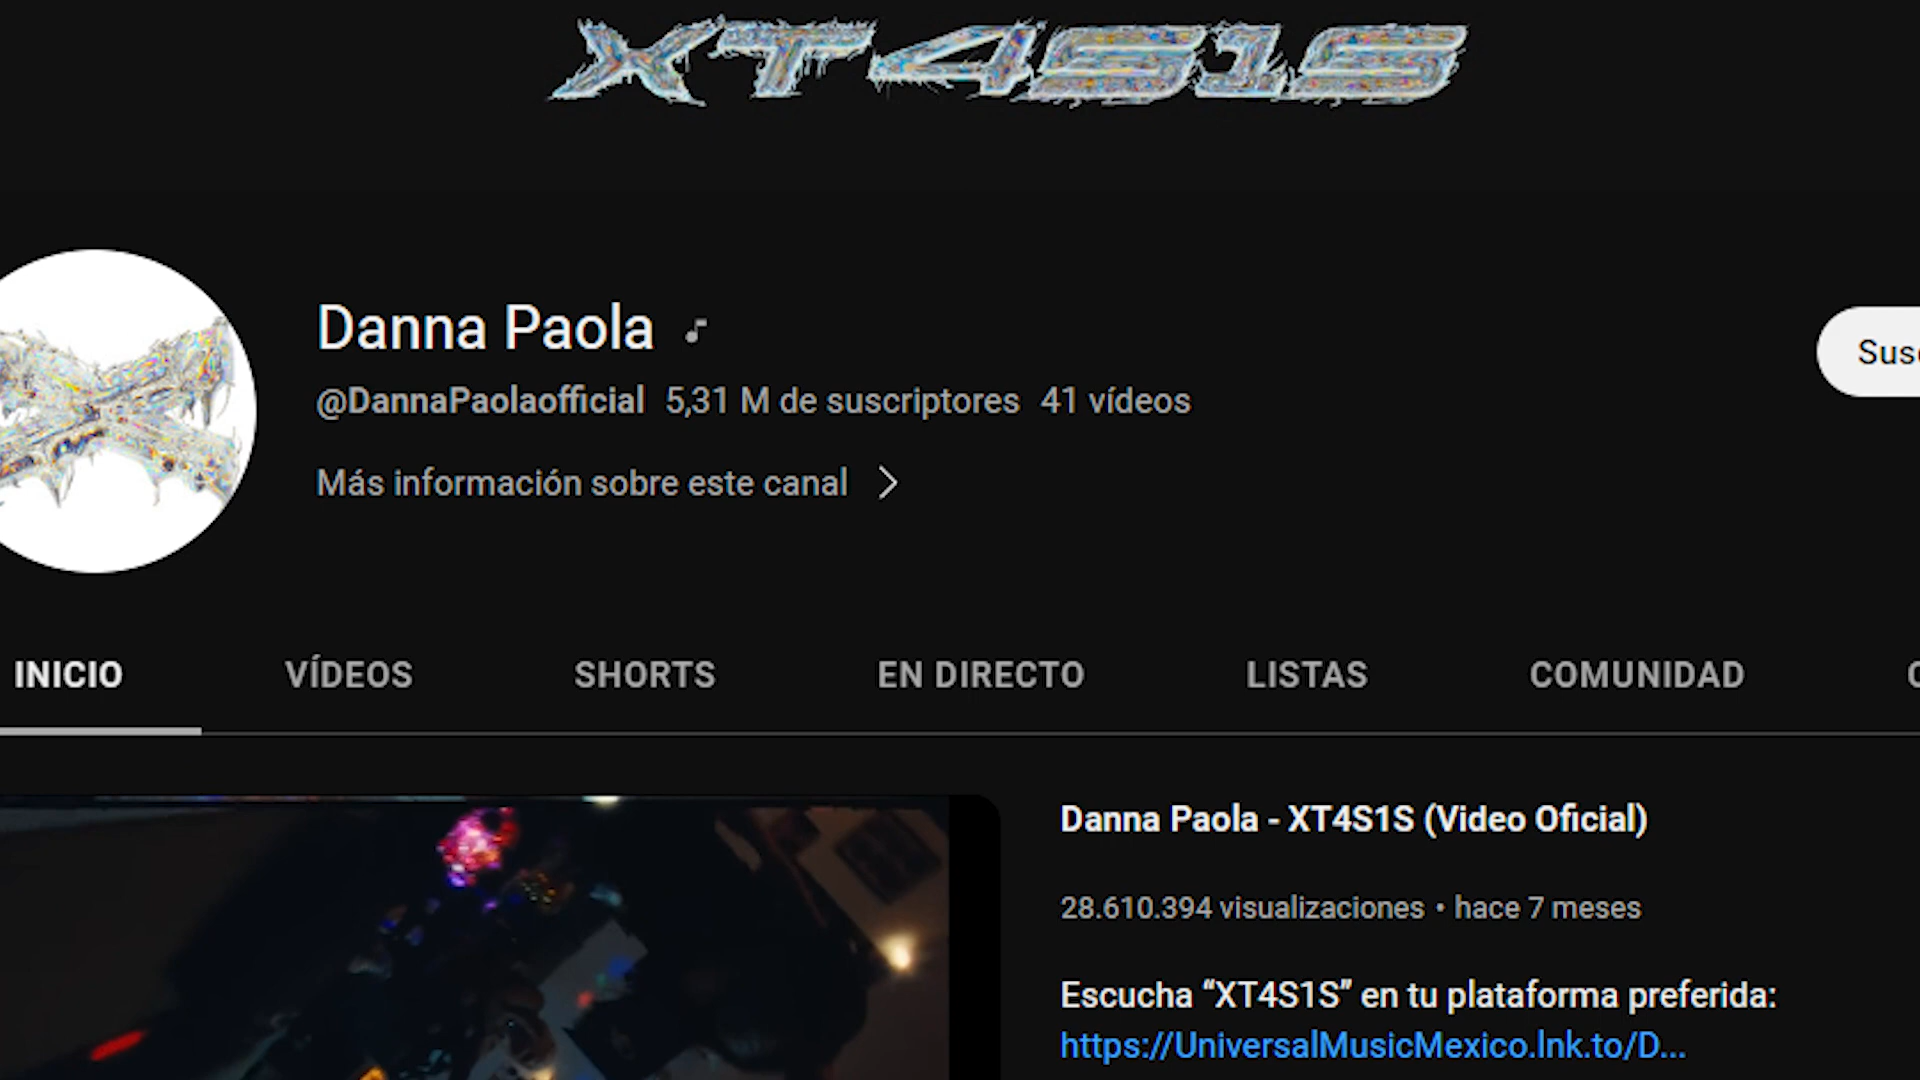 XT4S1S
Danna Paola
@DannaPaolaofficial 5,31 M de suscriptores 41 vídeos
Más información sobre este canal
INICIO VÍDEOS SHORTS EN DIRECTO LISTAS COMUNIDAD
Danna Paola - XT4S1S (Video Oficial)
28.610.394 visualizaciones • hace 7 meses
Escucha “XT4S1S” en tu plataforma preferida:
https://UniversalMusicMexico.lnk.to/D...